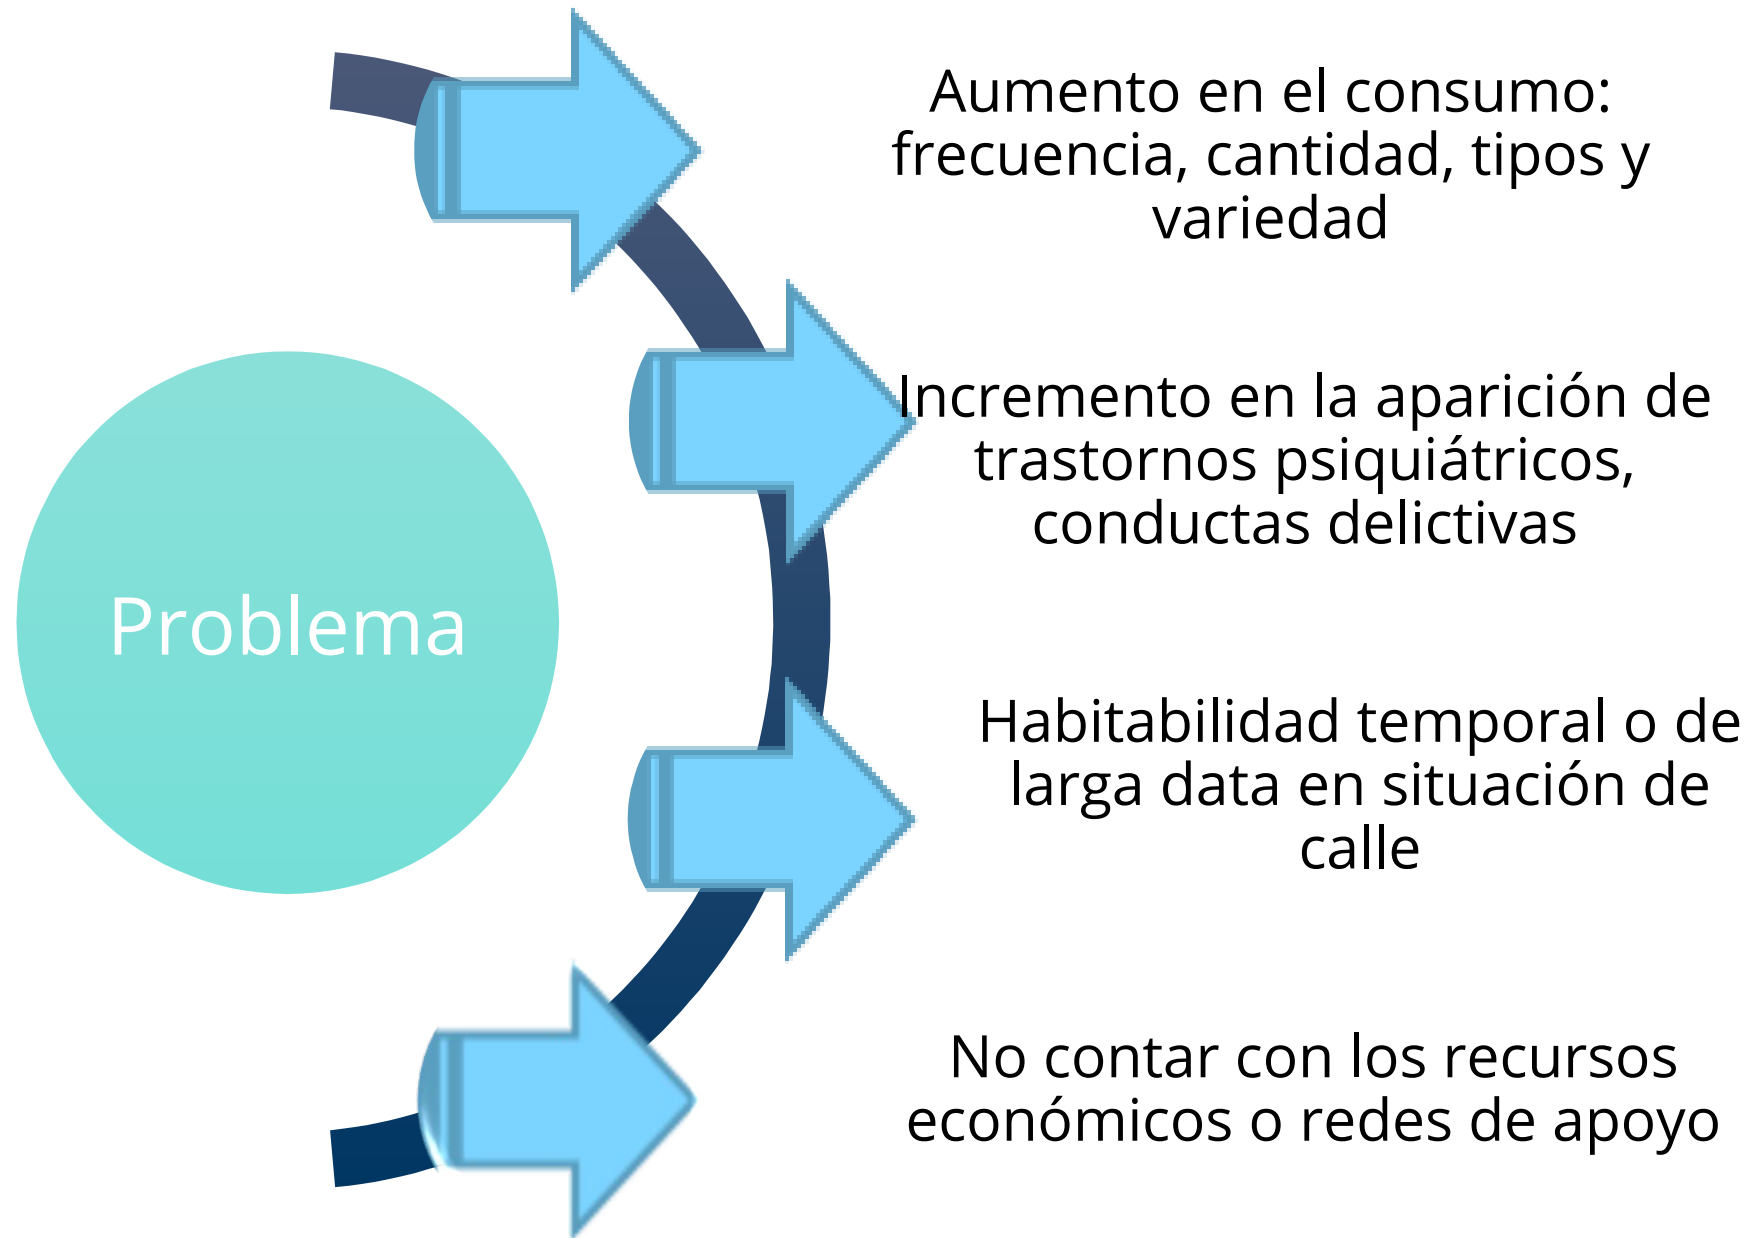 Problema
Aumento en el consumo:
frecuencia, cantidad, tipos y
variedad
Incremento en la aparición de
trastornos psiquiátricos,
conductas delictivas
Habitabilidad temporal o de
larga data en situación de
calle
No contar con los recursos
económicos o redes de apoyo